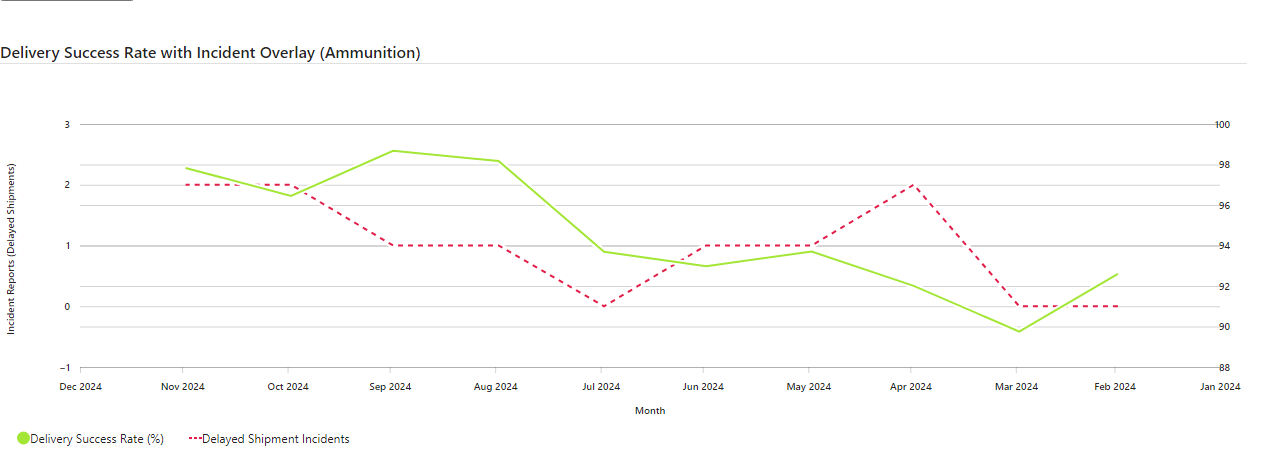 Delivery Success Rate with Incident Overlay (Ammunition)
3 100
98
2
96
1 94
92
0
90
−1 88
Incident Reports (Delayed Shipments)
Dec 2024 Nov 2024 Oct 2024 Sep 2024 Aug 2024 Jul 2024 Jun 2024 May 2024 Apr 2024 Mar 2024 Feb 2024 Jan 2024
Month
Delivery Success Rate (%) Delayed Shipment Incidents